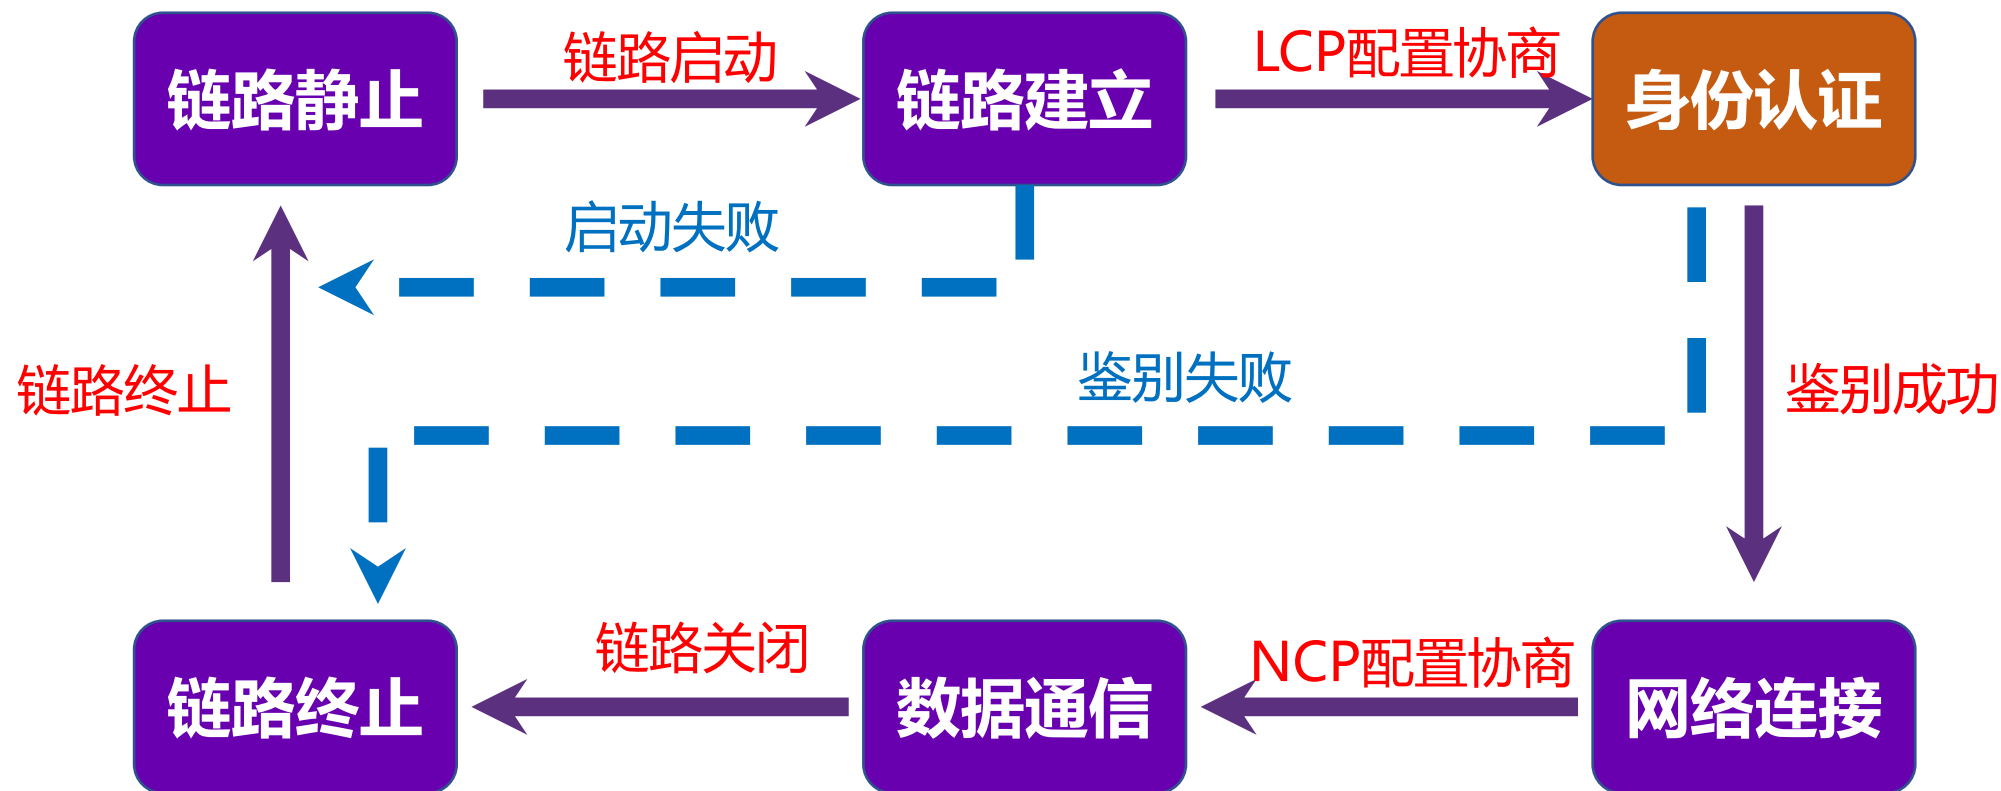 链路静止
链路启动
链路建立
LCP配置协商
身份认证
启动失败
鉴别失败
链路终止
鉴别成功
链路终止
链路关闭
数据通信
NCP配置协商
网络连接